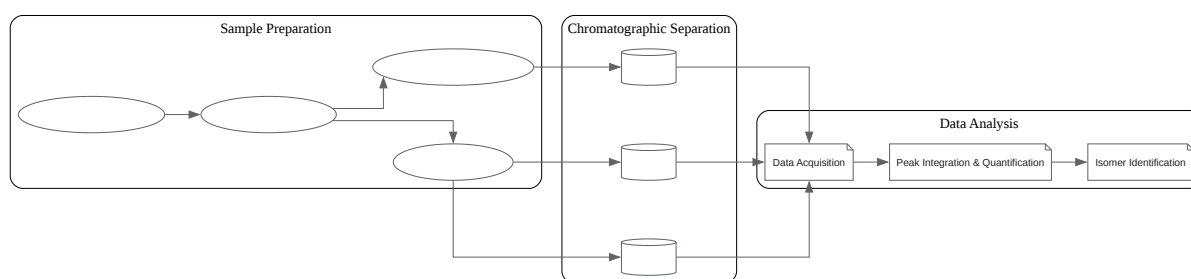 Sample Preparation
Chromatographic Separation
Data Analysis
Data Acquisition
Peak Integration & Quantification
Isomer Identification